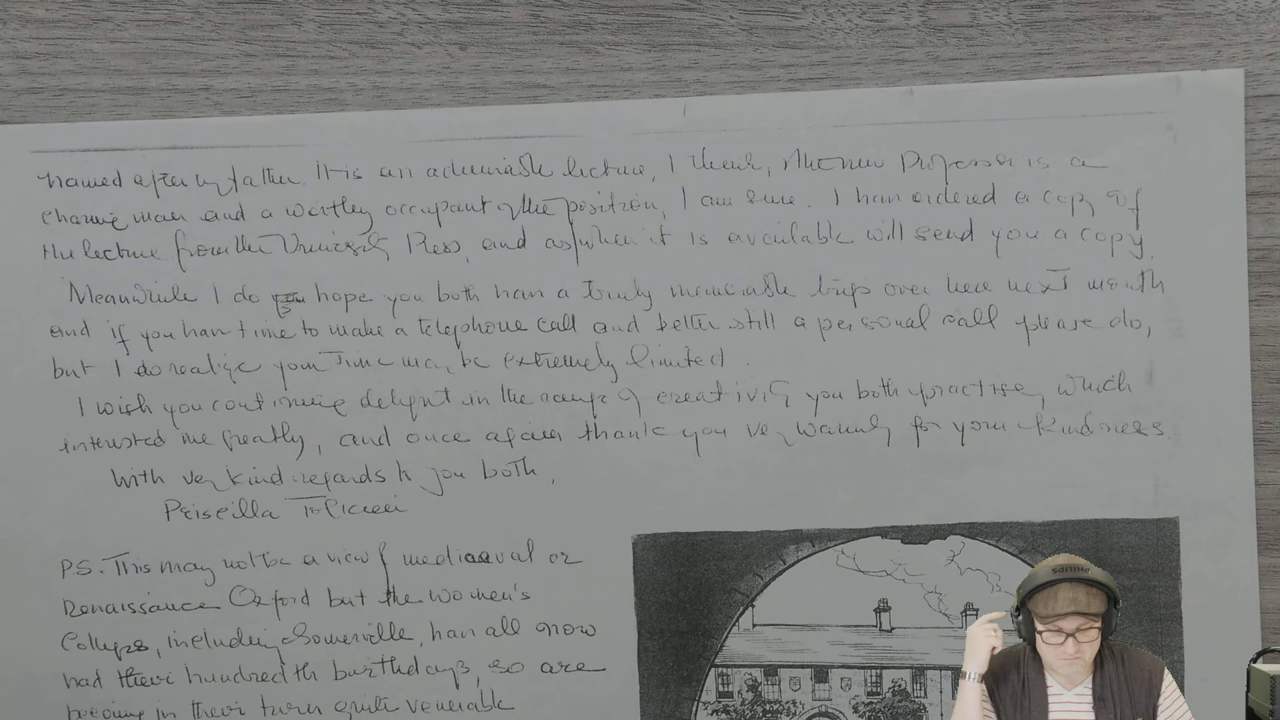 named after my father. It is an admirable lecture, I think, the new Professor is a
charming man and a worthy occupant of the position, I am sure. I have ordered a copy of
the lecture from the University Press, and as/when it is available will send you a copy.
Meanwhile I do hope you both have a truly memorable trip over here next month
and if you have time to make a telephone call and better still a personal call please do,
but I do realize your time may be extremely limited.
I wish you continuing delight in the range of creativity you both practise, which
interested me greatly, and once again thank you very warmly for your kindness.
With very kind regards to you both,
Priscilla Tolkien
PS. This may not be a view of mediaeval or
Renaissance Oxford but the women's
Colleges, including Somerville, have all now
had their hundredth birthdays, so are
becoming in their turn quite venerable
PHILIPS